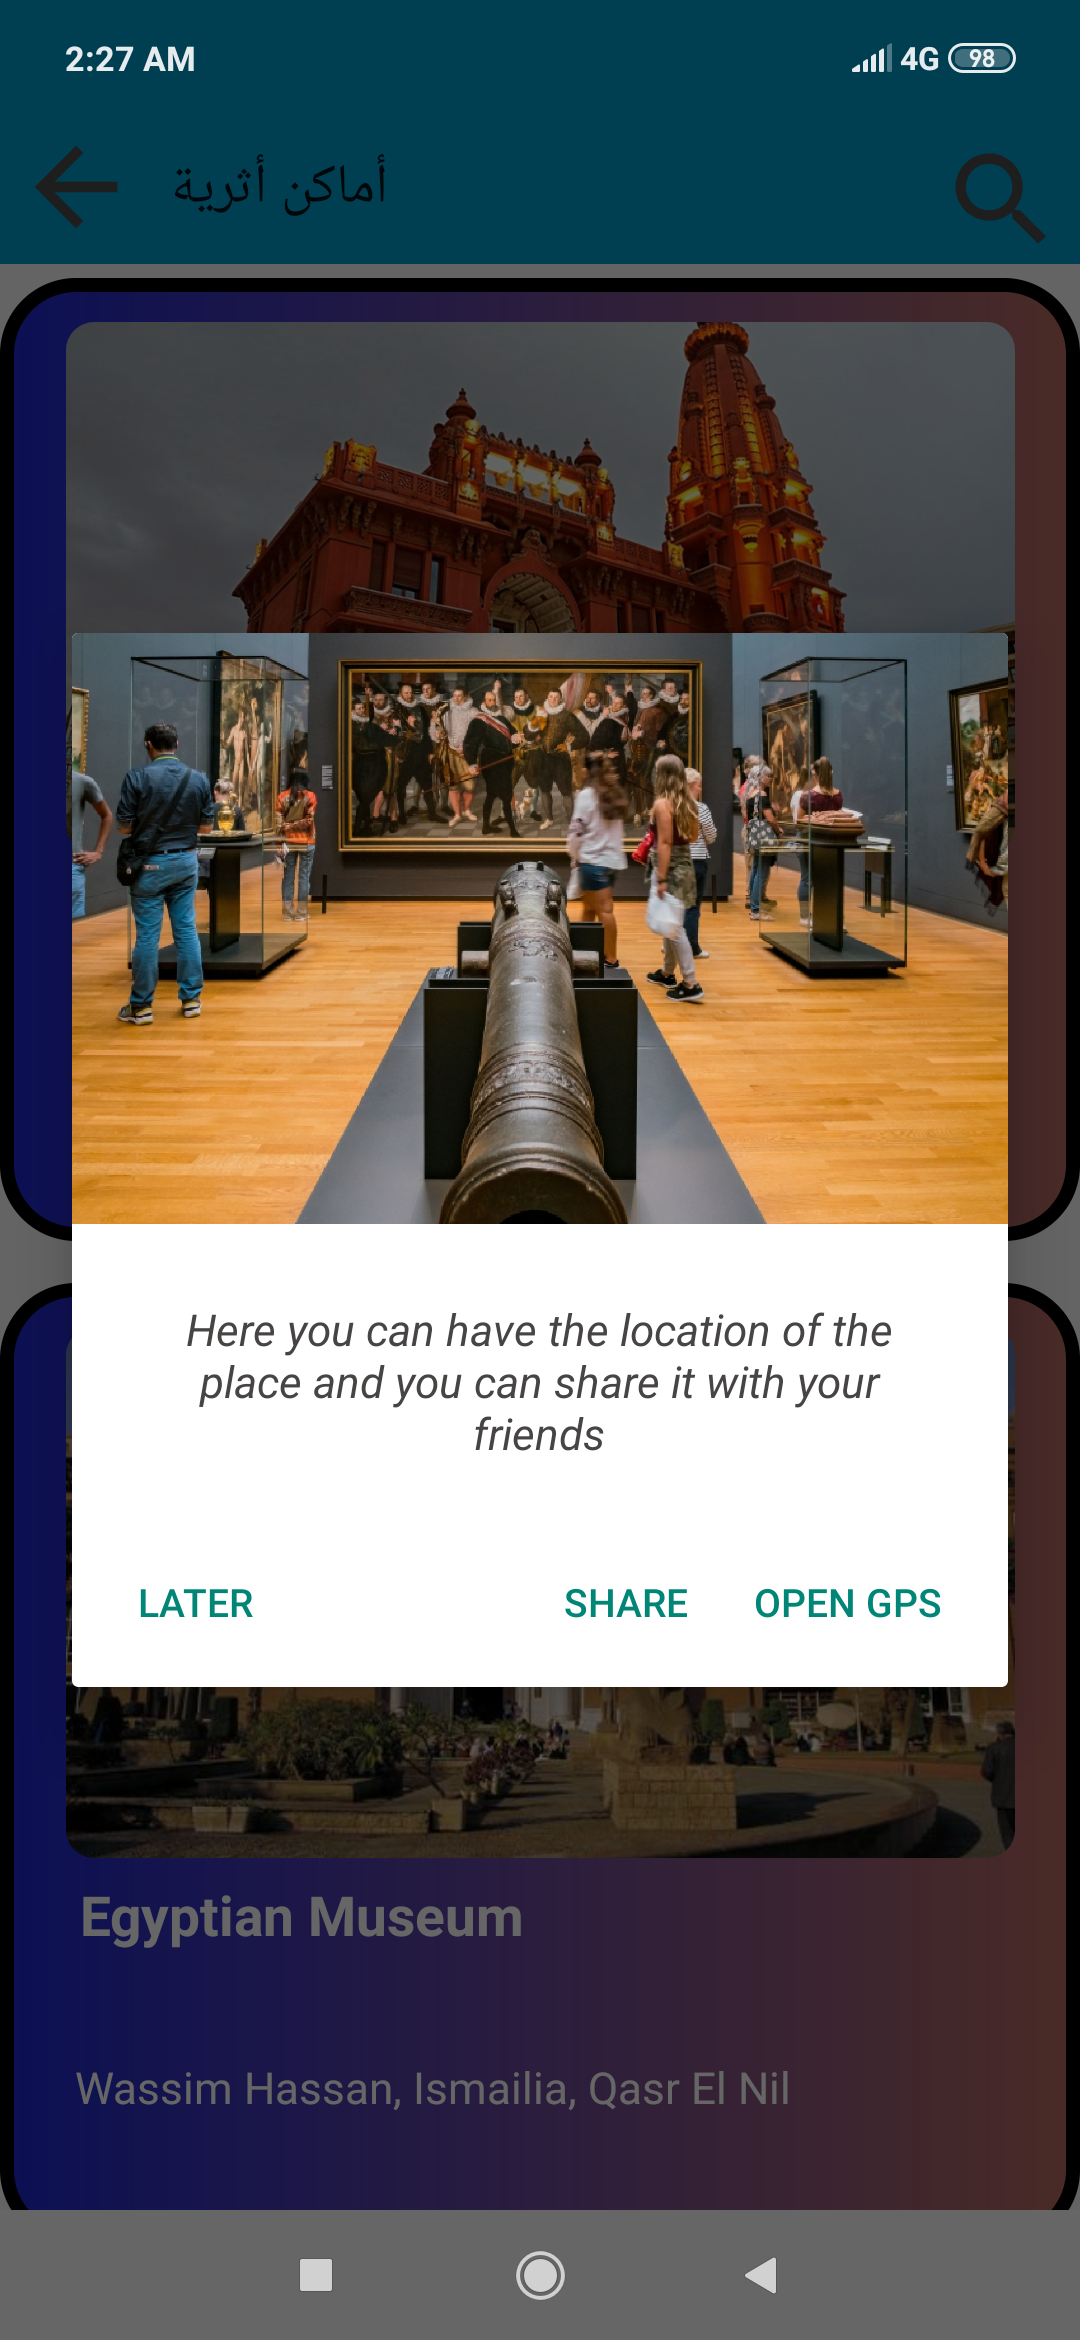 2:27 AM
4G 98
أماكن أثرية
Here you can have the location of the
place and you can share it with your
friends
LATER
SHARE
OPEN GPS
Egyptian Museum
Wassim Hassan, Ismailia, Qasr El Nil